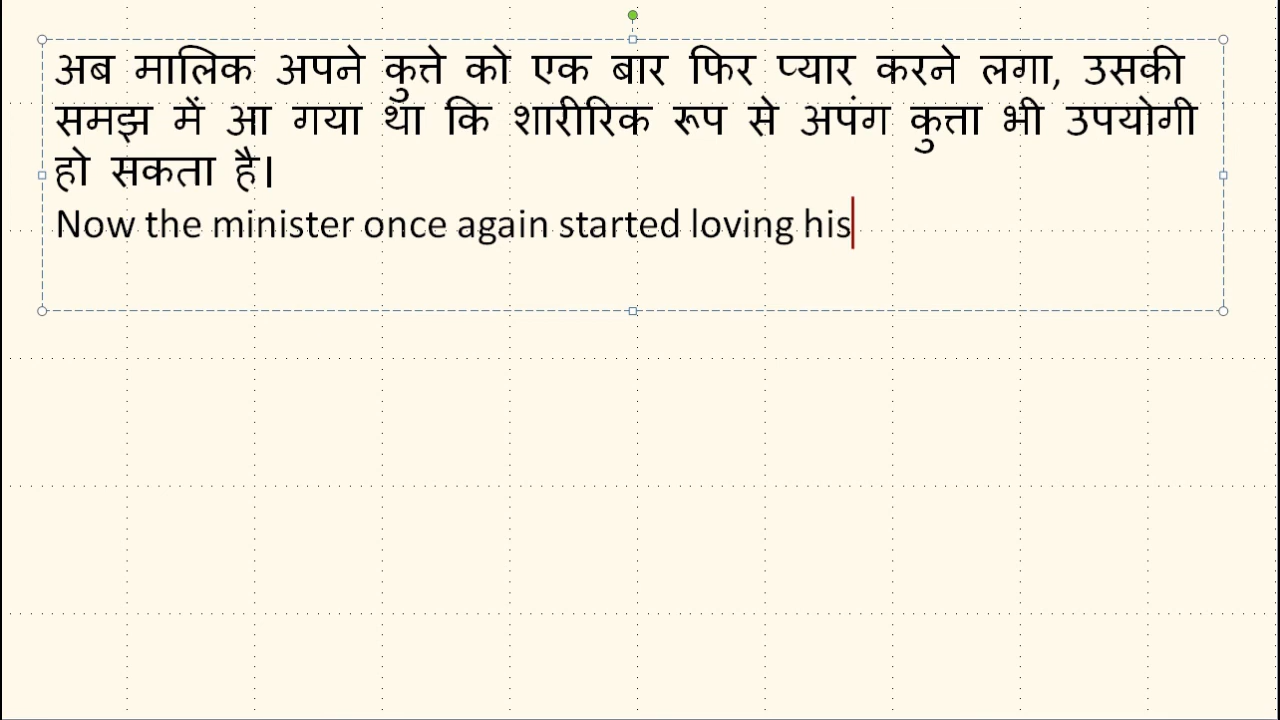 अब मालिक अपने कुत्ते को एक बार फिर प्यार करने लगा, उसकी
समझ में आ गया था कि शारीरिक रूप से अपंग कुत्ता भी उपयोगी
हो सकता है।
Now the minister once again started loving his